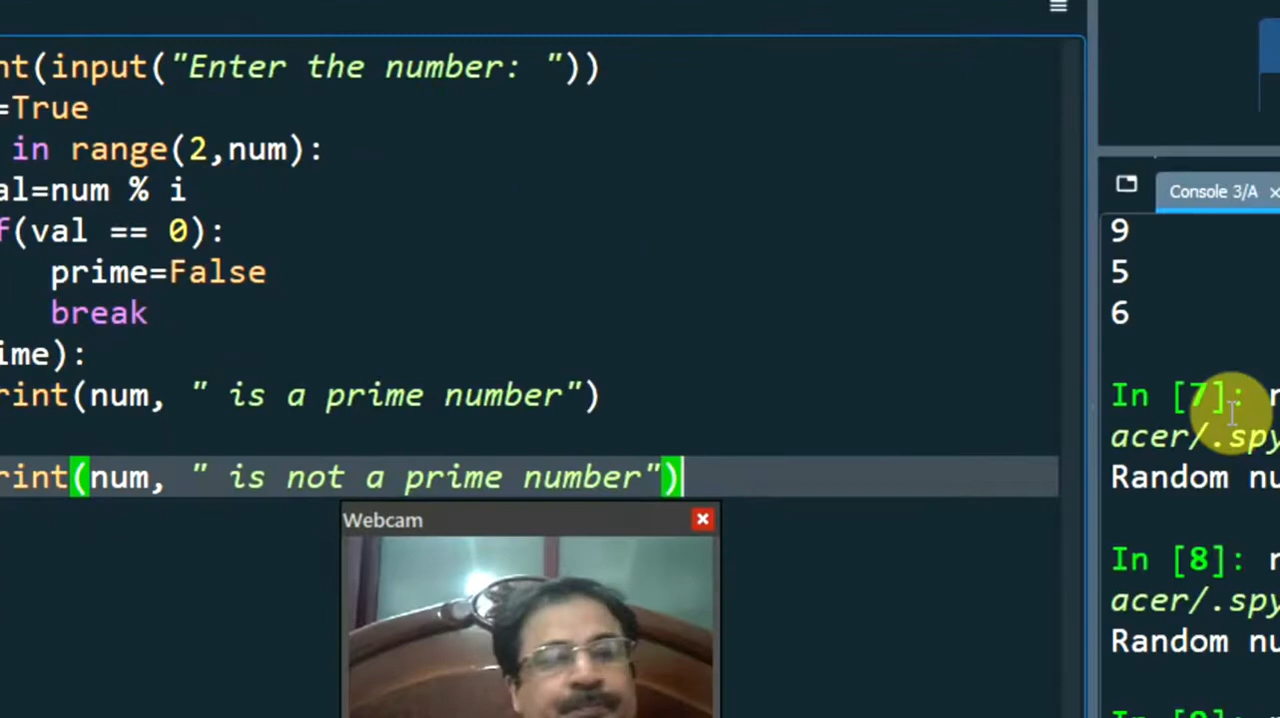 nt(input("Enter the number: "))
=True
in range(2,num):
al=num % i
f(val == 0):
prime=False
break
ime):
rint(num, " is a prime number")
rint(num, " is not a prime number")
Webcam
Console 3/A
9
5
6
In [7]:
acer/.spy
Random nu
In [8]:
acer/.spy
Random nu